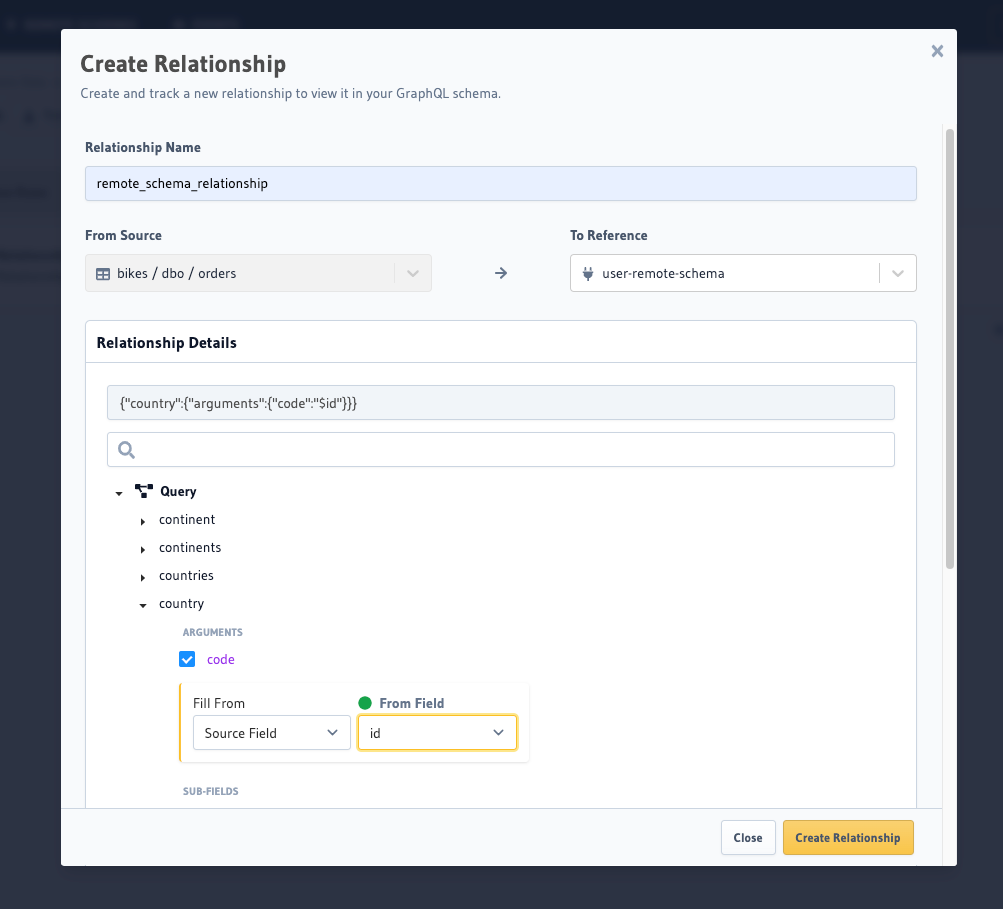 Create Relationship
Create and track a new relationship to view it in your GraphQL schema.
Relationship Name
remote_schema_relationship
From Source
To Reference
bikes / dbo / orders
user-remote-schema
Relationship Details
{"country":{"arguments":{"code":"$id"}}}
Query
continent
continents
countries
country
ARGUMENTS
code
Fill From
From Field
Source Field
id
SUB-FIELDS
Close
Create Relationship